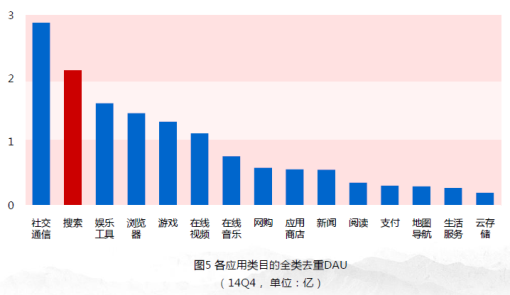 3
2
1
0
社交
通信
搜索
娱乐
工具
浏览
器
游戏
在线
视频
在线
音乐
网购
应用
商店
新闻
阅读
支付
地图
导航
生活
服务
云存
储
图5 各应用类目的全类去重DAU
（14Q4 ，单位：亿）